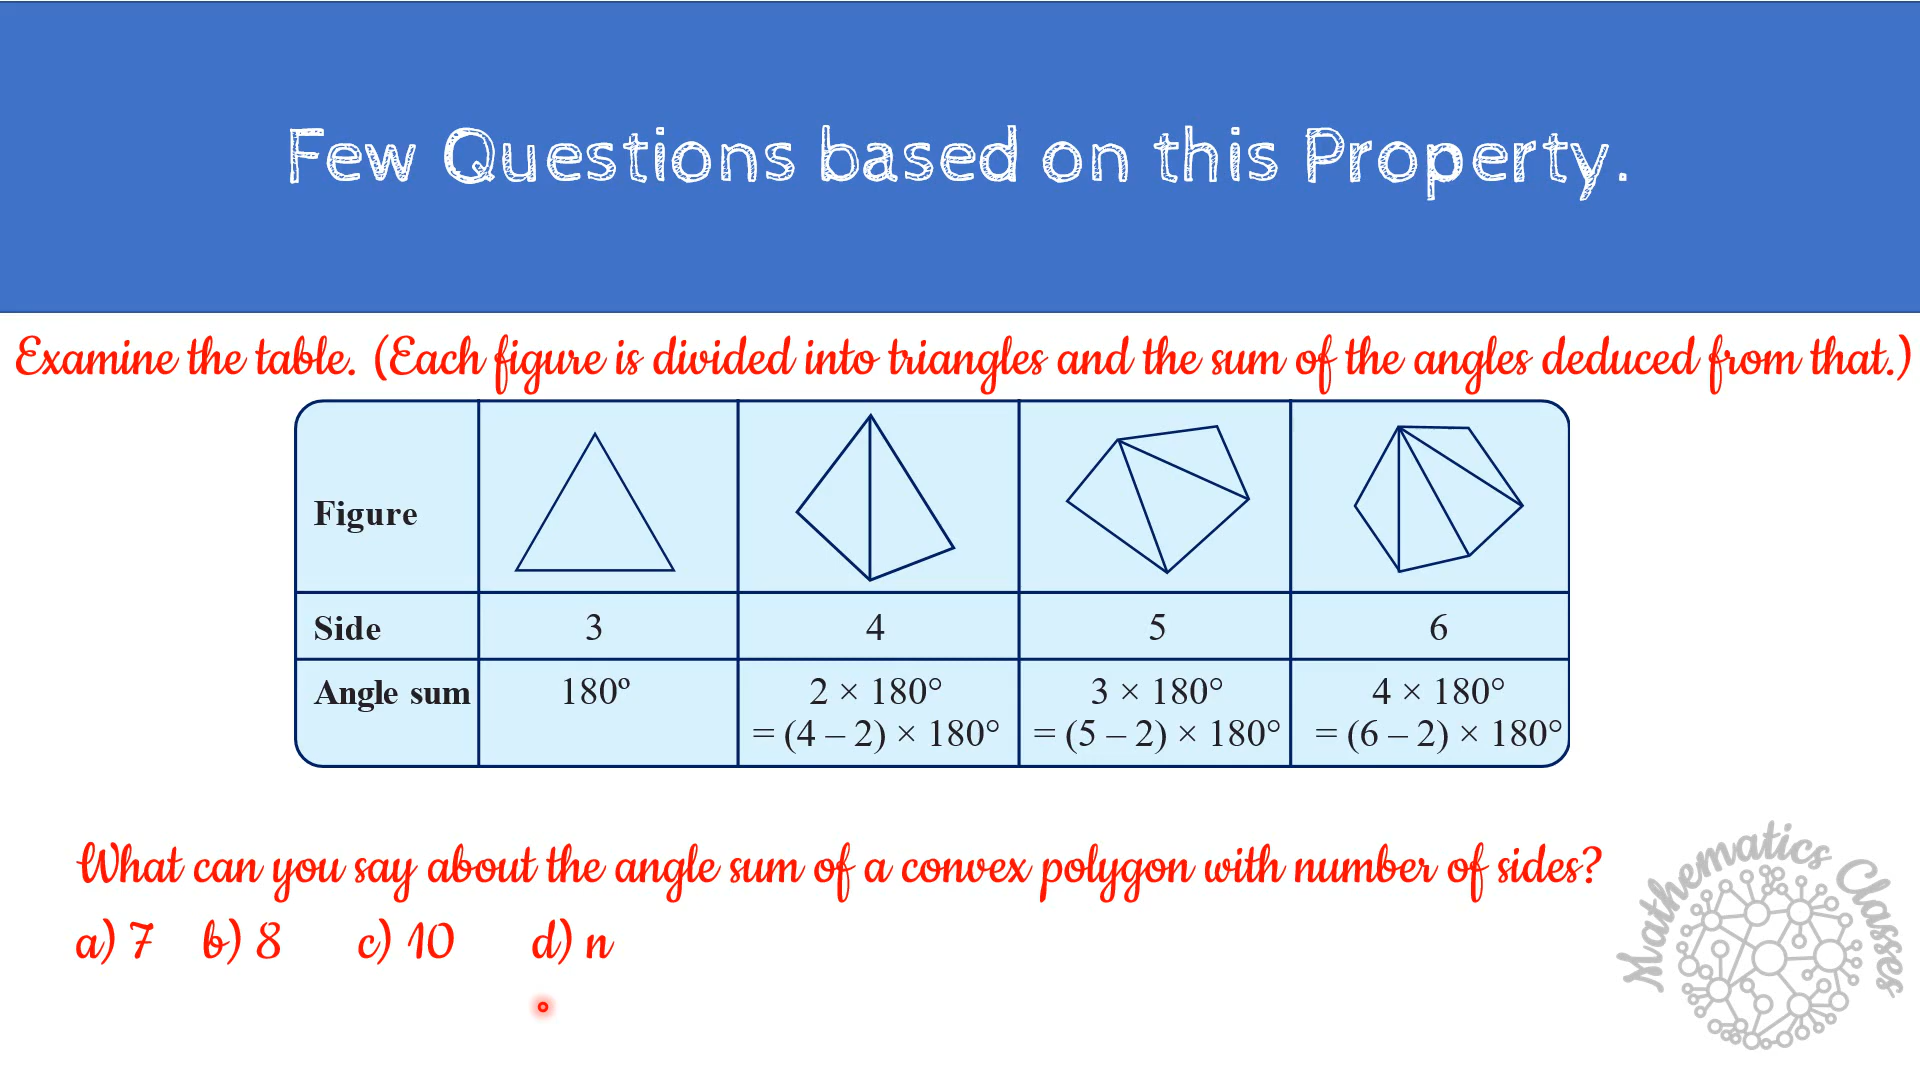 Few Questions based on this Property.
Examine the table. (Each figure is divided into triangles and the sum of the angles deduced from that.)
Figure
Side 3 4 5 6
Angle sum 180º 2 × 180° 3 × 180° 4 × 180°
= (4 – 2) × 180° = (5 – 2) × 180° = (6 – 2) × 180°
What can you say about the angle sum of a convex polygon with number of sides?
a) 7 b) 8 c) 10 d) n
Mathematics Classes